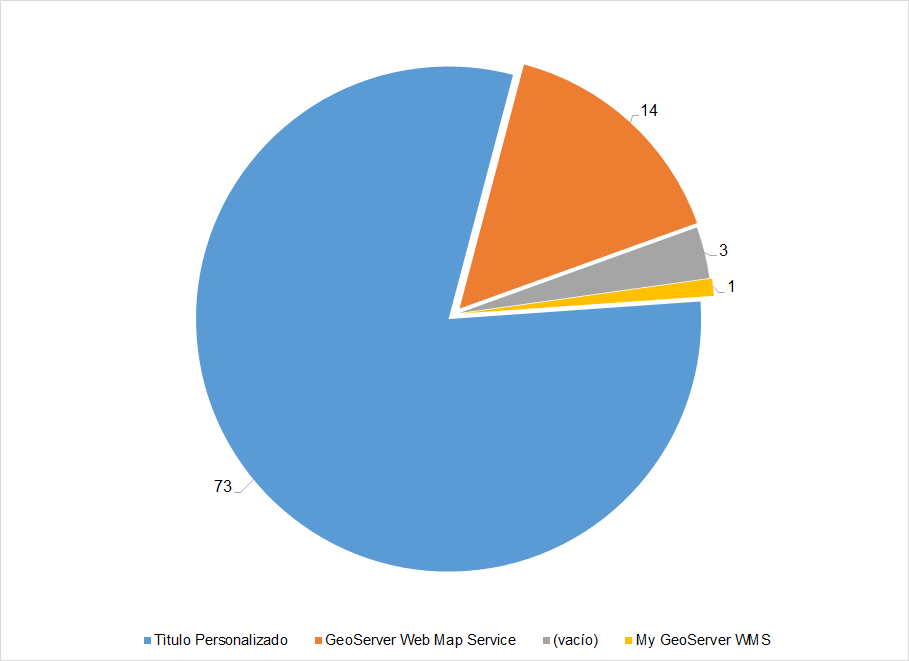 14
3
1
73
Titulo Personalizado
GeoServer Web Map Service
(vacío)
My GeoServer WMS